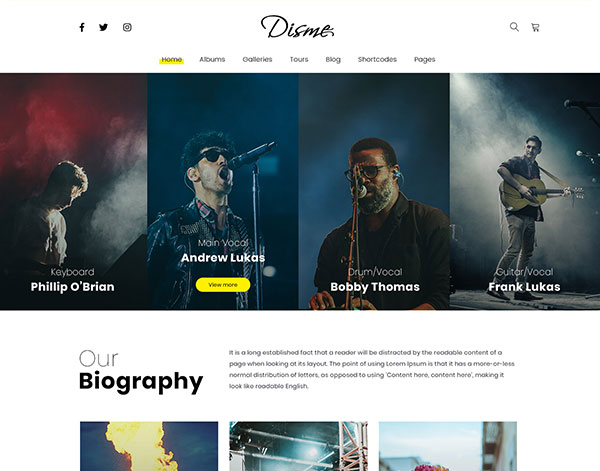 Disme
Home Albums Galleries Tours Blog Shortcodes Pages
Keyboard
Phillip O'Brian
Main Vocal
Andrew Lukas
View more
Drum/Vocal
Bobby Thomas
Guitar/Vocal
Frank Lukas
Our
Biography
It is a long established fact that a reader will be distracted by the readable content of a
page when looking at its layout. The point of using Lorem Ipsum is that it has a more-or-less
normal distribution of letters, as opposed to using 'Content here, content here', making it
look like readable English.